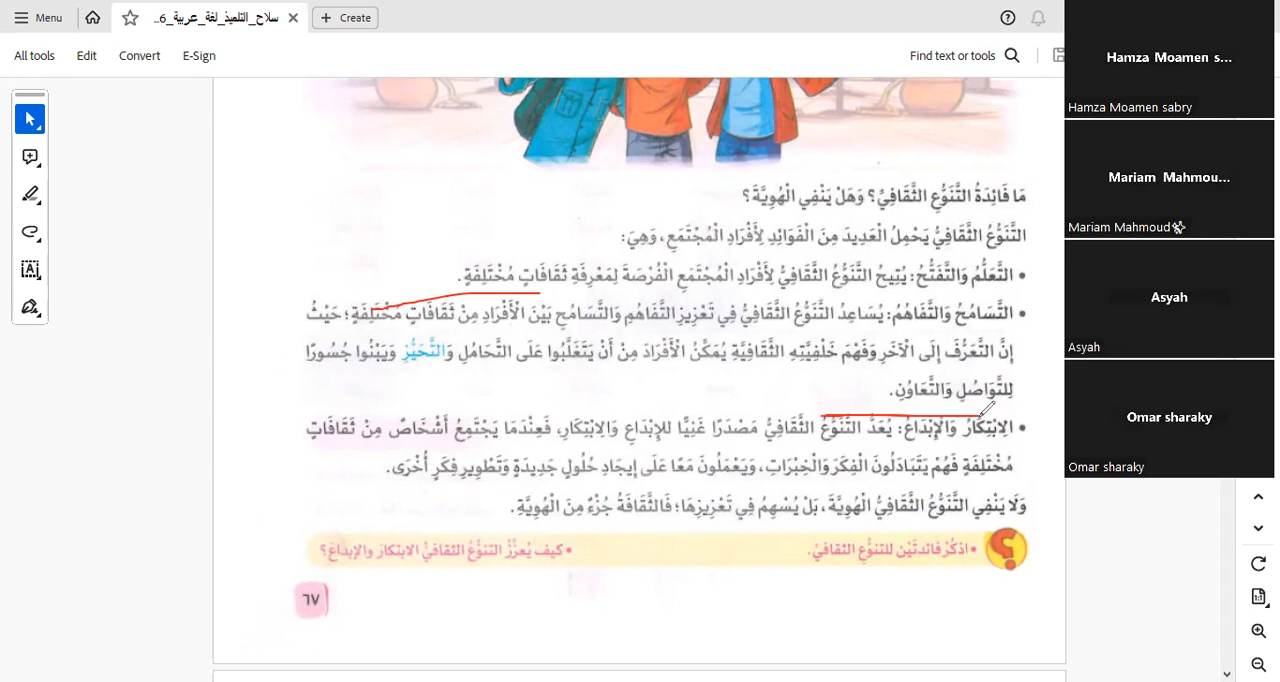 Menu
سلاح_التلميذ_لغة_عربية_6...
Create
All tools
Edit
Convert
E-Sign
Find text or tools
مَا فَائِدَةُ التَّنَوُّعِ الثَّقَافِيِّ؟ وَهَلْ يَنْفِي الْهُوِيَّةَ؟
التَّنَوُّعُ الثَّقَافِيُّ يَحْمِلُ الْعَدِيدَ مِنَ الْفَوَائِدِ لِأَفْرَادِ الْمُجْتَمَعِ، وَهِيَ:
• التَّعَلُّمُ وَالتَّفَتُّحُ: يُتِيحُ التَّنَوُّعُ الثَّقَافِيُّ لِأَفْرَادِ الْمُجْتَمَعِ الْفُرْصَةَ لِمَعْرِفَةِ ثَقَافَاتٍ مُخْتَلِفَةٍ.
• التَّسَامُحُ وَالتَّفَاهُمُ: يُسَاعِدُ التَّنَوُّعُ الثَّقَافِيُّ فِي تَعْزِيزِ التَّفَاهُمِ وَالتَّسَامُحِ بَيْنَ الْأَفْرَادِ مِنْ ثَقَافَاتٍ مُخْتَلِفَةٍ؛ حَيْثُ
إِنَّ التَّعَرُّفَ إِلَى الْآخَرِ وَفَهْمَ خَلْفِيَّتِهِ الثَّقَافِيَّةِ يُمَكِّنُ الْأَفْرَادَ مِنْ أَنْ يَتَغَلَّبُوا عَلَى التَّحَامُلِ وَالتَّحَيُّزِ وَيَبْنُوا جُسُورًا
لِلتَّوَاصُلِ وَالتَّعَاوُنِ.
• الِابْتِكَارُ وَالْإِبْدَاعُ: يُعَدُّ التَّنَوُّعُ الثَّقَافِيُّ مَصْدَرًا غَنِيًّا لِلإِبْدَاعِ وَالِابْتِكَارِ، فَعِنْدَمَا يَجْتَمِعُ أَشْخَاصٌ مِنْ ثَقَافَاتٍ
مُخْتَلِفَةٍ فَهُمْ يَتَبَادَلُونَ الْفِكَرَ وَالْخِبْرَاتِ، وَيَعْمَلُونَ مَعًا عَلَى إِيجَادِ حُلُولٍ جَدِيدَةٍ وَتَطْوِيرِ فِكَرٍ أُخْرَى.
وَلَا يَنْفِي التَّنَوُّعُ الثَّقَافِيُّ الْهُوِيَّةَ، بَلْ يُسْهِمُ فِي تَعْزِيزِهَا؛ فَالثَّقَافَةُ جُزْءٌ مِنَ الْهُوِيَّةِ.
• اذكُرْ فَائدتَيْن للتنوُّعِ الثقافيِّ.
• كيف يُعزِّزُ التنوُّعُ الثقافيُّ الابتكارَ والإبداعَ؟
٦٧
Hamza Moamen s...
Hamza Moamen sabry
Mariam Mahmou...
Mariam Mahmoud
Asyah
Asyah
Omar sharaky
Omar sharaky